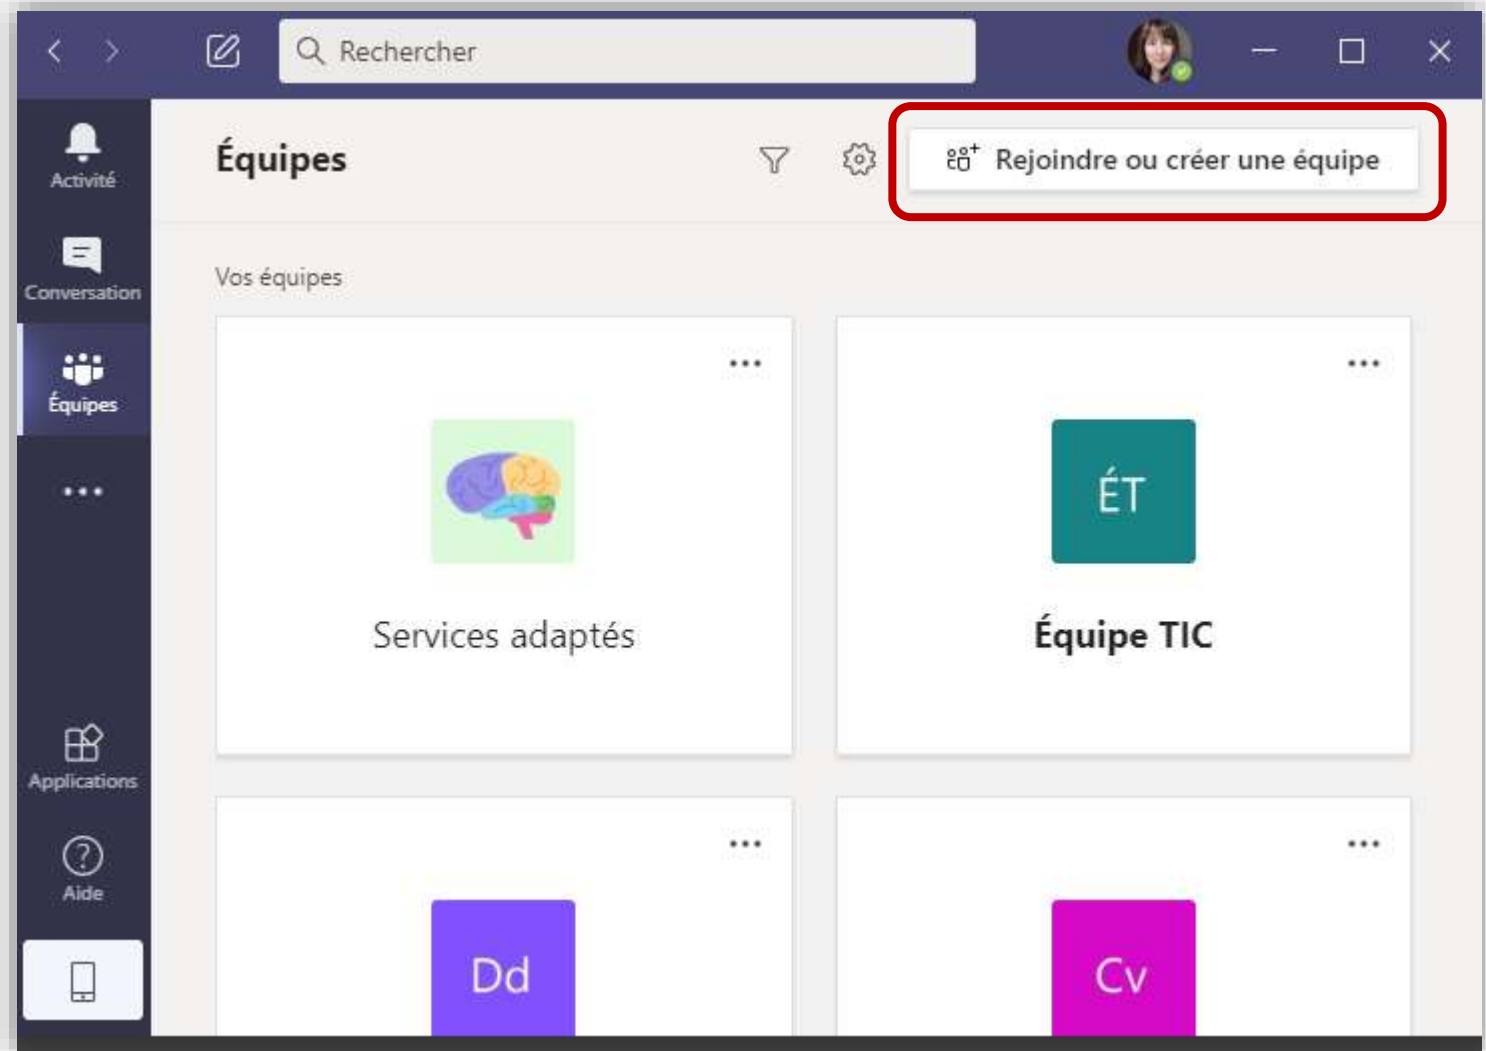 Rechercher
Activité
Équipes
Rejoindre ou créer une équipe
Conversation
Vos équipes
Équipes
ÉT
Services adaptés
Équipe TIC
Applications
Aide
Dd
Cv